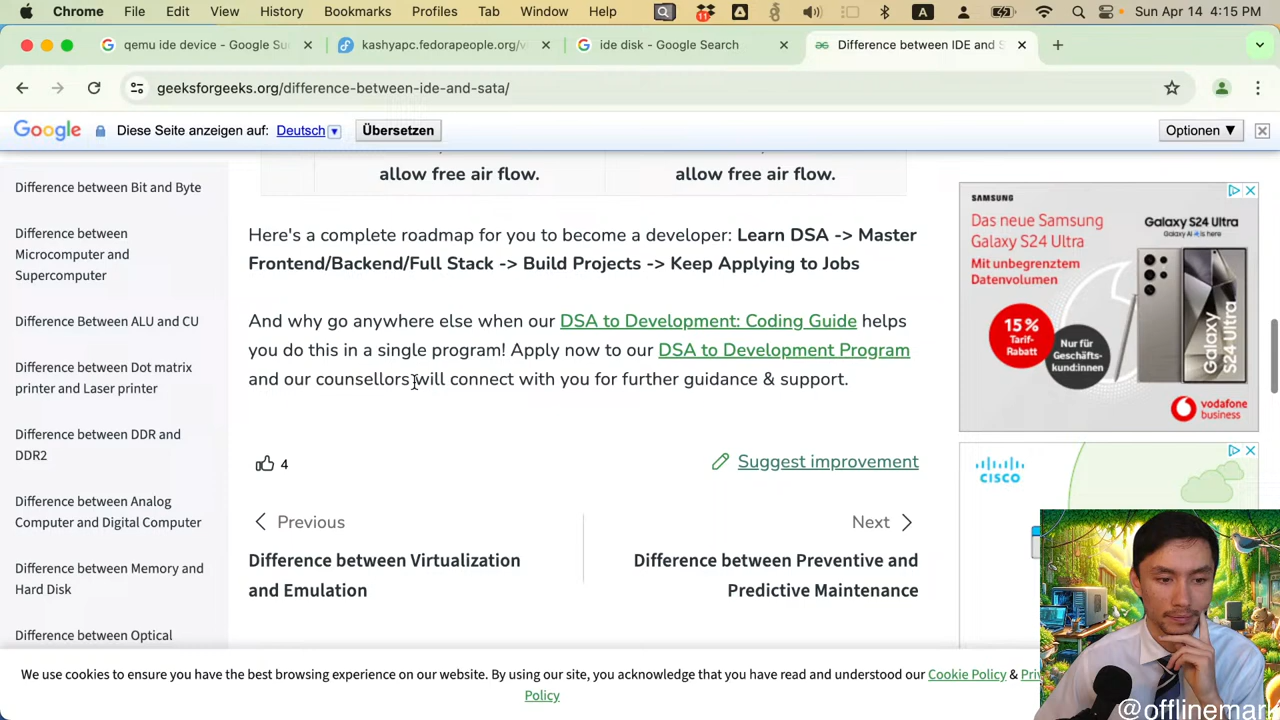 Chrome File Edit View History Bookmarks Profiles Tab Window Help 11 A Sun Apr 14 4:15 PM
qemu ide device - Google Su
kashyapc.fedorapeople.org/vi
ide disk - Google Search
Difference between IDE and S
geeksforgeeks.org/difference-between-ide-and-sata/
Google Diese Seite anzeigen auf: Deutsch Übersetzen Optionen ▼
Difference between Bit and Byte
Difference between
Microcomputer and
Supercomputer
Difference Between ALU and CU
Difference between Dot matrix
printer and Laser printer
Difference between DDR and
DDR2
Difference between Analog
Computer and Digital Computer
Difference between Memory and
Hard Disk
Difference between Optical
allow free air flow. allow free air flow.
Here's a complete roadmap for you to become a developer: Learn DSA -> Master
Frontend/Backend/Full Stack -> Build Projects -> Keep Applying to Jobs
And why go anywhere else when our DSA to Development: Coding Guide helps
you do this in a single program! Apply now to our DSA to Development Program
and our counsellors will connect with you for further guidance & support.
4
Suggest improvement
Previous
Next
Difference between Virtualization
and Emulation
Difference between Preventive and
Predictive Maintenance
SAMSUNG
Das neue Samsung
Galaxy S24 Ultra
Mit unbegrenztem
Datenvolumen
Galaxy S24 Ultra
Galaxy AI is here
15%
Tarif-
Rabatt
Nur für
Geschäfts-
kund:innen
Galaxy
S24 Ultra
vodafone
business
CISCO
We use cookies to ensure you have the best browsing experience on our website. By using our site, you acknowledge that you have read and understood our Cookie Policy &
Policy
@offlinemark